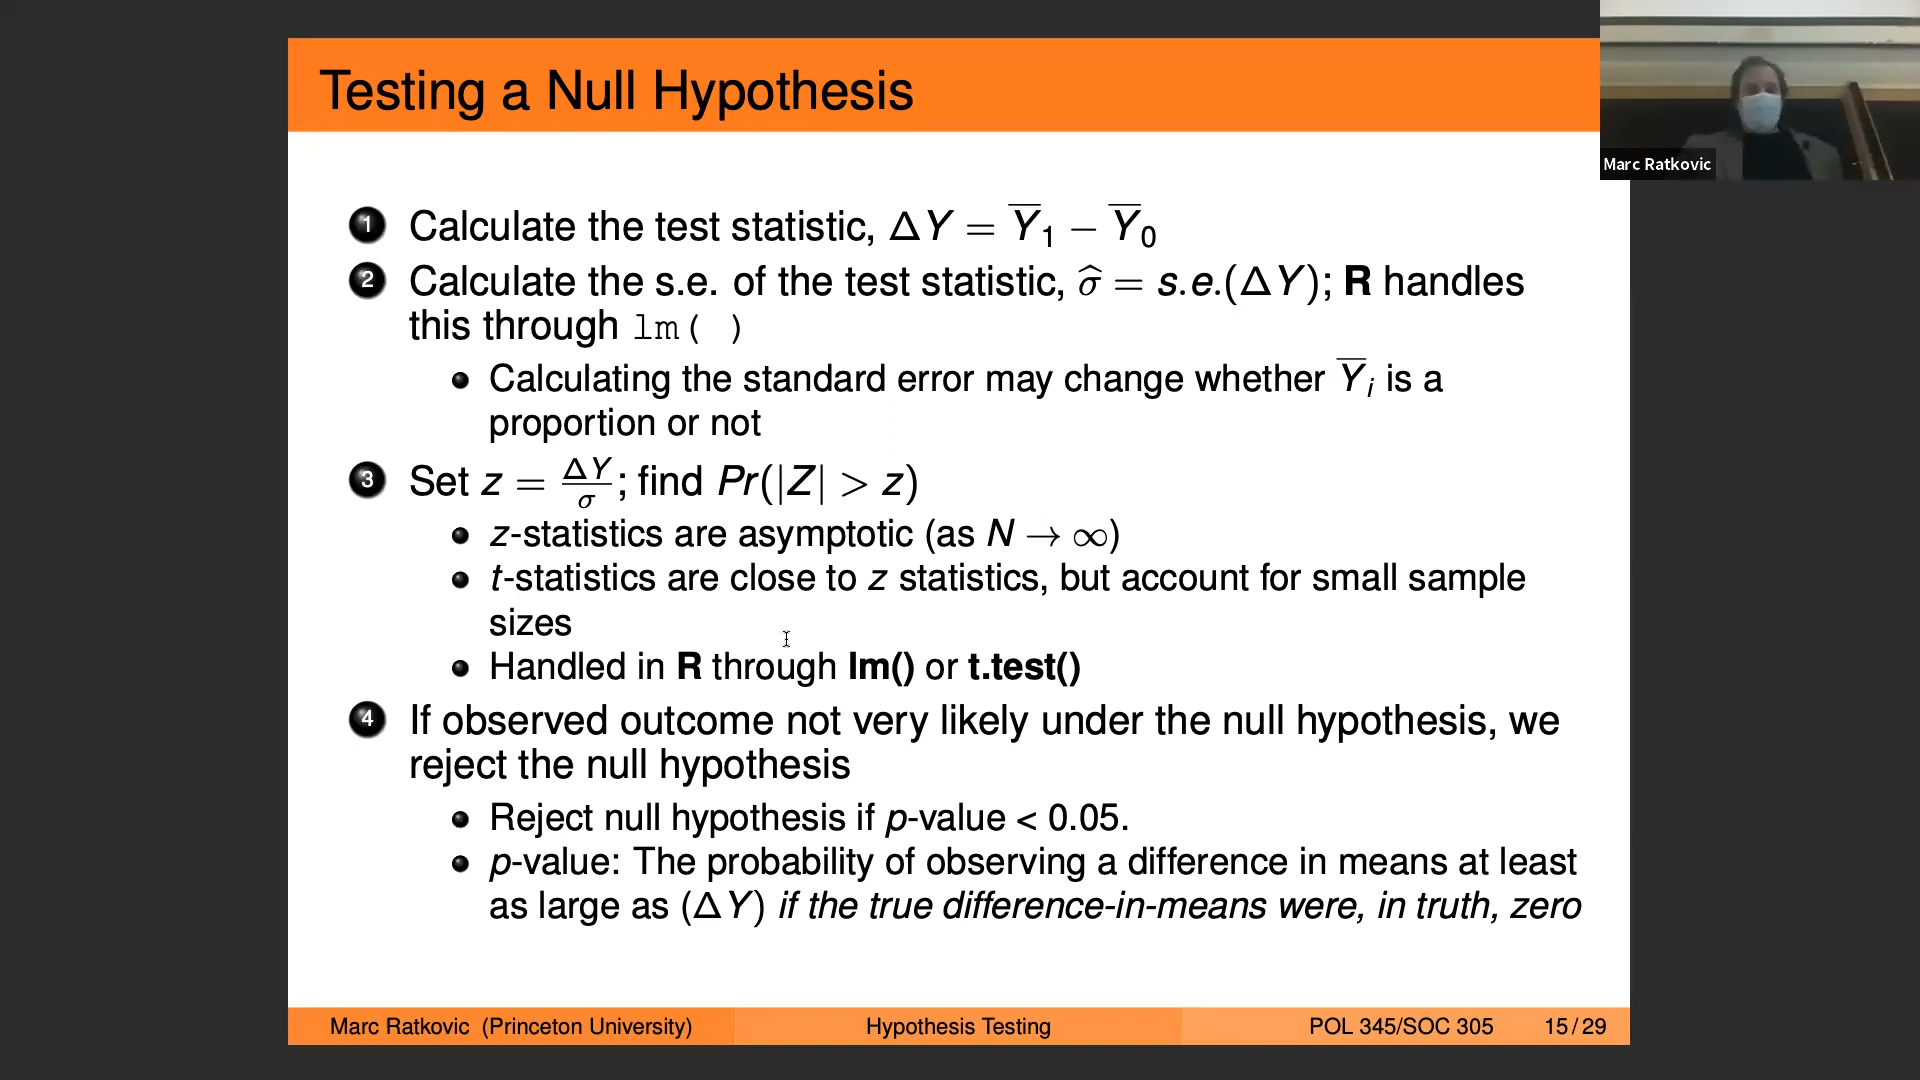 Testing a Null Hypothesis
Marc Ratkovic
1 Calculate the test statistic, ΔY = Y̅₁ − Y̅₀
2 Calculate the s.e. of the test statistic, σ̂ = s.e.(ΔY); R handles
this through lm( )
• Calculating the standard error may change whether Y̅ᵢ is a
proportion or not
3 Set z = ΔY/σ; find Pr(|Z| > z)
• z-statistics are asymptotic (as N → ∞)
• t-statistics are close to z statistics, but account for small sample
sizes
• Handled in R through lm() or t.test()
4 If observed outcome not very likely under the null hypothesis, we
reject the null hypothesis
• Reject null hypothesis if p-value < 0.05.
• p-value: The probability of observing a difference in means at least
as large as (ΔY) if the true difference-in-means were, in truth, zero
Marc Ratkovic (Princeton University) Hypothesis Testing POL 345/SOC 305 15 / 29